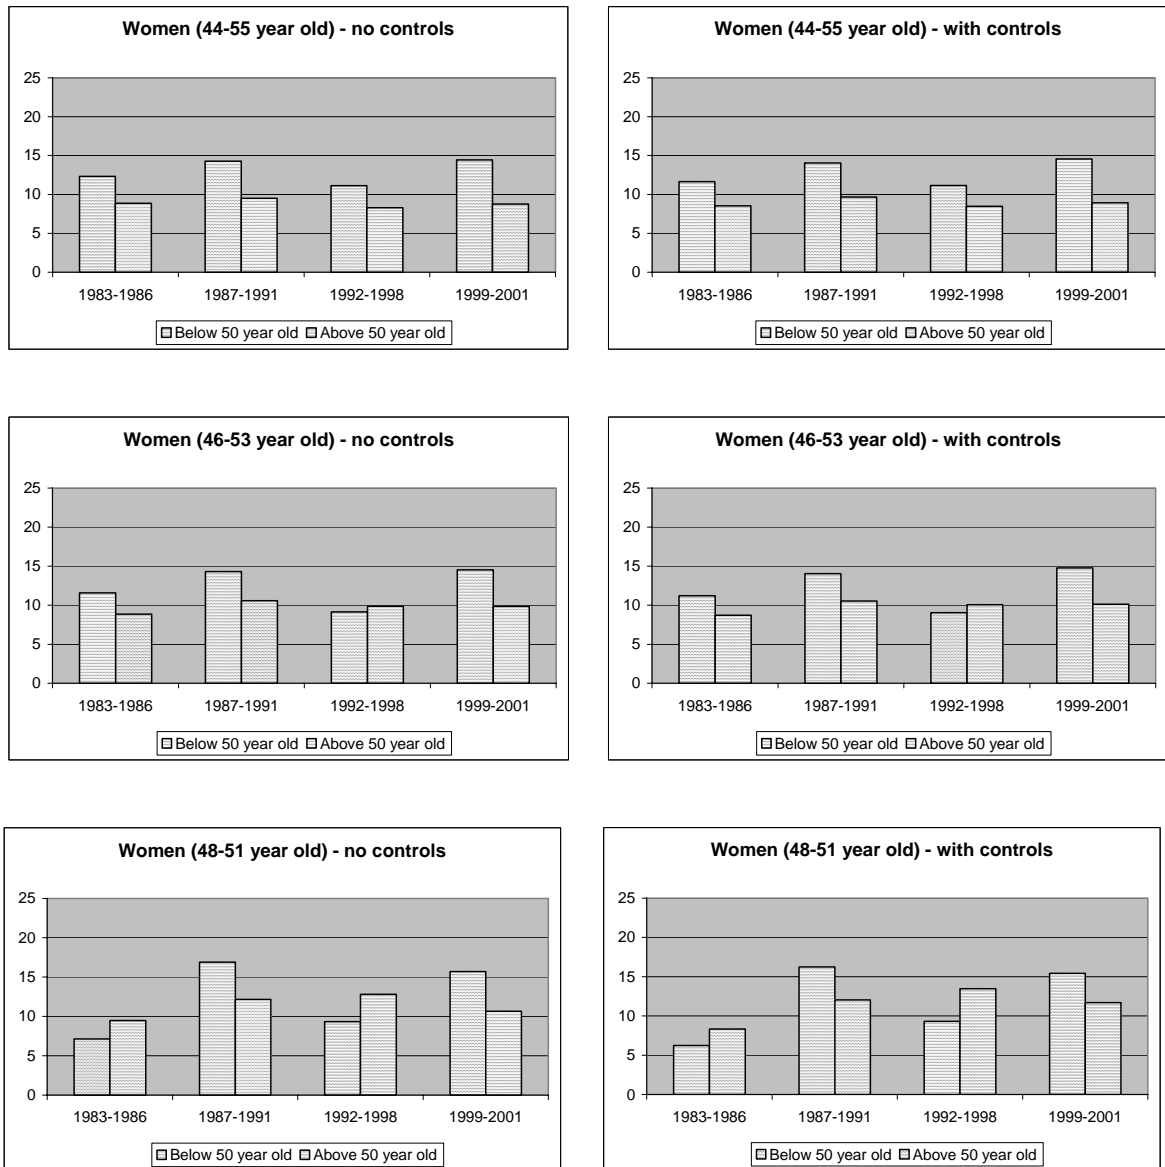 Women (44-55 year old) - no controls
25
20
15
10
5
0
1983-1986 1987-1991 1992-1998 1999-2001
Below 50 year old Above 50 year old
Women (44-55 year old) - with controls
25
20
15
10
5
0
1983-1986 1987-1991 1992-1998 1999-2001
Below 50 year old Above 50 year old
Women (46-53 year old) - no controls
25
20
15
10
5
0
1983-1986 1987-1991 1992-1998 1999-2001
Below 50 year old Above 50 year old
Women (46-53 year old) - with controls
25
20
15
10
5
0
1983-1986 1987-1991 1992-1998 1999-2001
Below 50 year old Above 50 year old
Women (48-51 year old) - no controls
25
20
15
10
5
0
1983-1986 1987-1991 1992-1998 1999-2001
Below 50 year old Above 50 year old
Women (48-51 year old) - with controls
25
20
15
10
5
0
1983-1986 1987-1991 1992-1998 1999-2001
Below 50 year old Above 50 year old